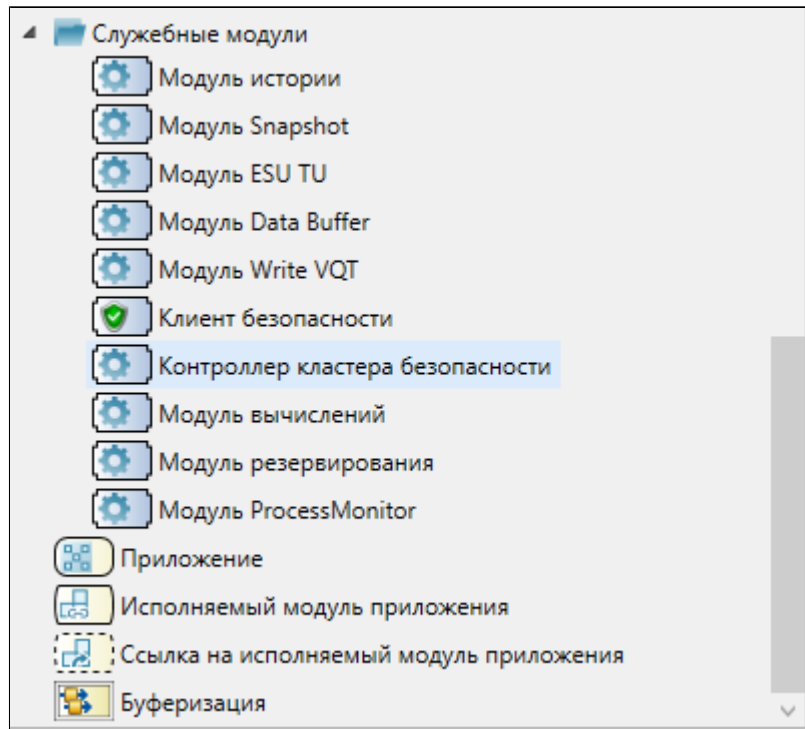 Служебные модули
Модуль истории
Модуль Snapshot
Модуль ESU TU
Модуль Data Buffer
Модуль Write VQT
Клиент безопасности
Контроллер кластера безопасности
Модуль вычислений
Модуль резервирования
Модуль ProcessMonitor
Приложение
Исполняемый модуль приложения
Ссылка на исполняемый модуль приложения
Буферизация